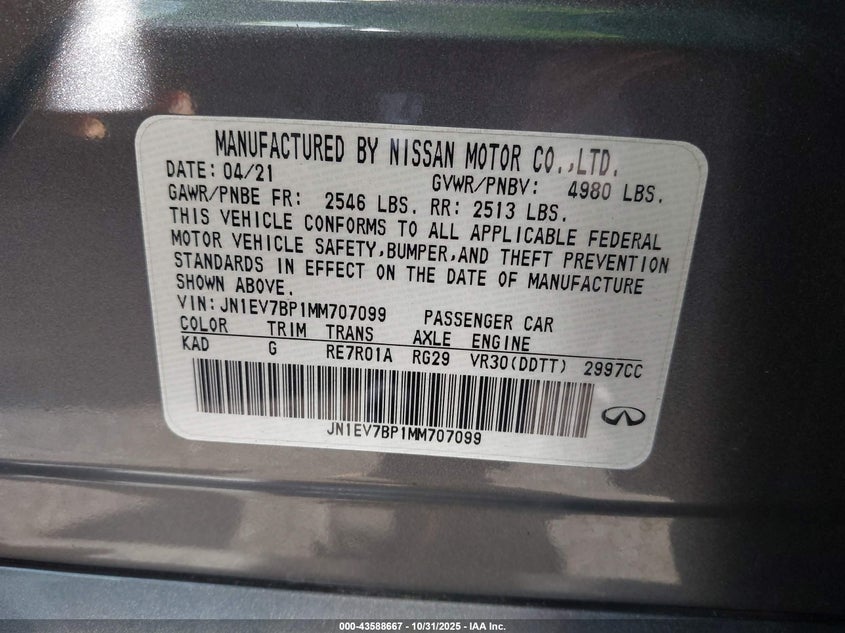 MANUFACTURED BY NISSAN MOTOR CO.,LTD.
DATE: 04/21 GVWR/PNBV: 4980 LBS.
GAWR/PNBE FR: 2546 LBS. RR: 2513 LBS.
THIS VEHICLE CONFORMS TO ALL APPLICABLE FEDERAL
MOTOR VEHICLE SAFETY,BUMPER,AND THEFT PREVENTION
STANDARDS IN EFFECT ON THE DATE OF MANUFACTURE
SHOWN ABOVE.
VIN:JN1EV7BP1MM707099 PASSENGER CAR
COLOR TRIM TRANS AXLE ENGINE
KAD G RE7R01A RG29 VR30(DDTT) 2997CC
JN1EV7BP1MM707099
000-43588667 - 10/31/2025 - IAA Inc.